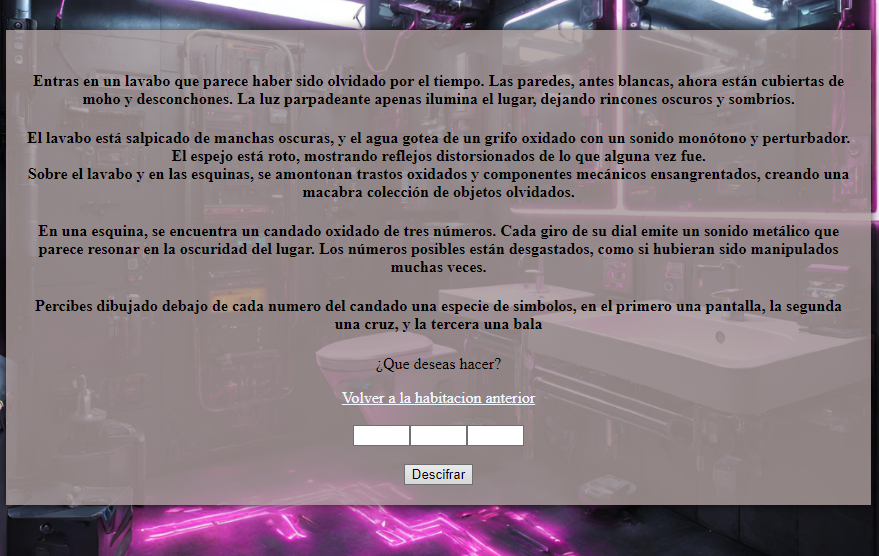 Entras en un lavabo que parece haber sido olvidado por el tiempo. Las paredes, antes blancas, ahora están cubiertas de
moho y desconchones. La luz parpadeante apenas ilumina el lugar, dejando rincones oscuros y sombríos.
El lavabo está salpicado de manchas oscuras, y el agua gotea de un grifo oxidado con un sonido monótono y perturbador.
El espejo está roto, mostrando reflejos distorsionados de lo que alguna vez fue.
Sobre el lavabo y en las esquinas, se amontonan trastos oxidados y componentes mecánicos ensangrentados, creando una
macabra colección de objetos olvidados.
En una esquina, se encuentra un candado oxidado de tres números. Cada giro de su dial emite un sonido metálico que
parece resonar en la oscuridad del lugar. Los números posibles están desgastados, como si hubieran sido manipulados
muchas veces.
Percibes dibujado debajo de cada numero del candado una especie de simbolos, en el primero una pantalla, la segunda
una cruz, y la tercera una bala
¿Que deseas hacer?
Volver a la habitacion anterior
Descifrar